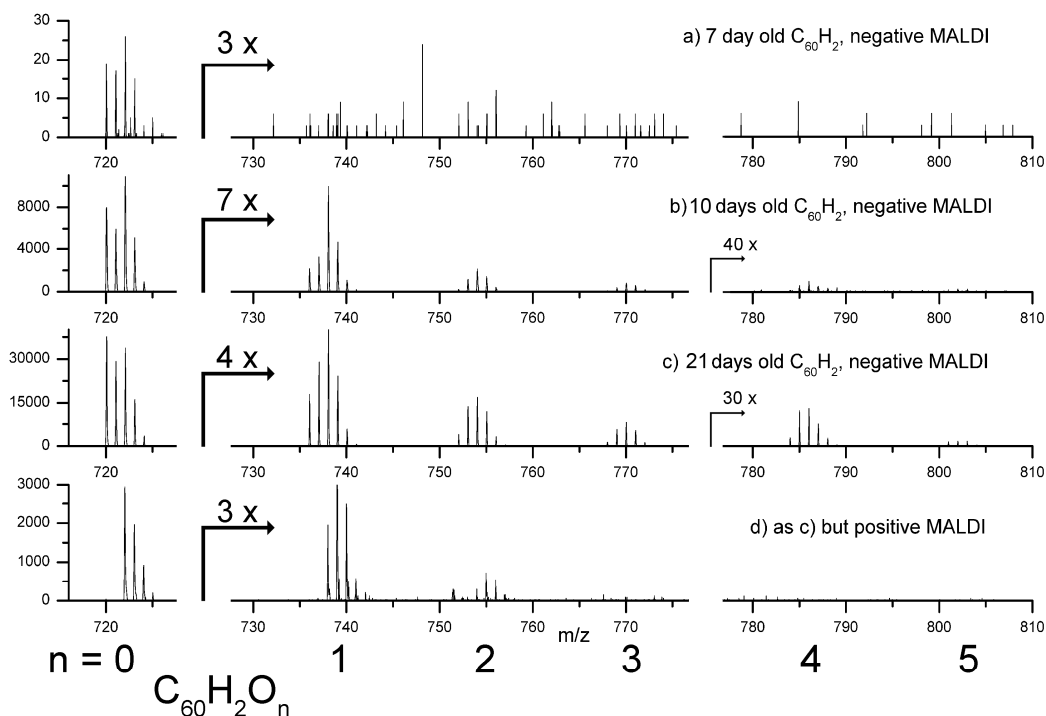 30
20
10
0
3 x
a) 7 day old C₆₀H₂, negative MALDI
720 730 740 750 760 770 780 790 800 810
8000
4000
0
7 x
b) 10 days old C₆₀H₂, negative MALDI
40 x
720 730 740 750 760 770 780 790 800 810
30000
15000
0
4 x
c) 21 days old C₆₀H₂, negative MALDI
30 x
720 730 740 750 760 770 780 790 800 810
3000
2000
1000
0
3 x
d) as c) but positive MALDI
720 730 740 750 760 770 780 790 800 810
m/z
n = 0 1 2 3 4 5
C₆₀H₂Oₙ